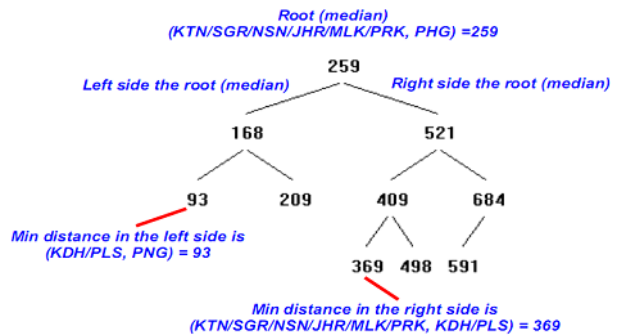 Root (median)
(KTN/SGR/NSN/JHR/MLK/PRK, PHG) =259
259
Left side the root (median)
Right side the root (median)
168
521
93
209
409
684
Min distance in the left side is
(KDH/PLS, PNG) = 93
369
498
591
Min distance in the right side is
(KTN/SGR/NSN/JHR/MLK/PRK, KDH/PLS) = 369